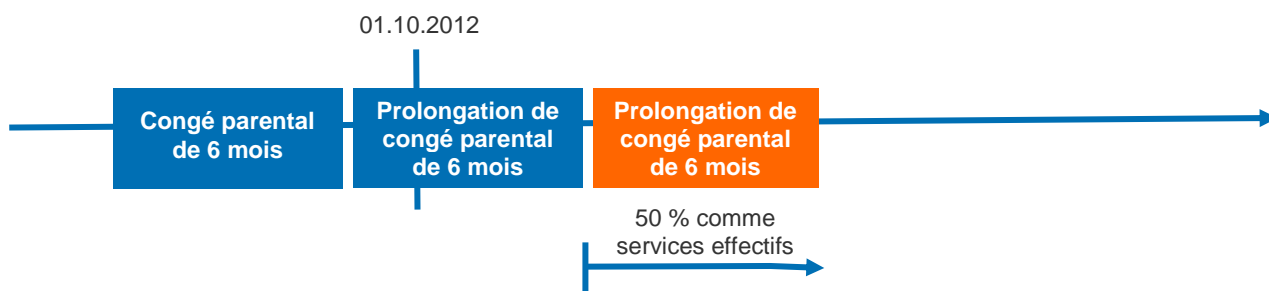 01.10.2012
Congé parental
de 6 mois
Prolongation de
congé parental
de 6 mois
Prolongation de
congé parental
de 6 mois
50 % comme
services effectifs